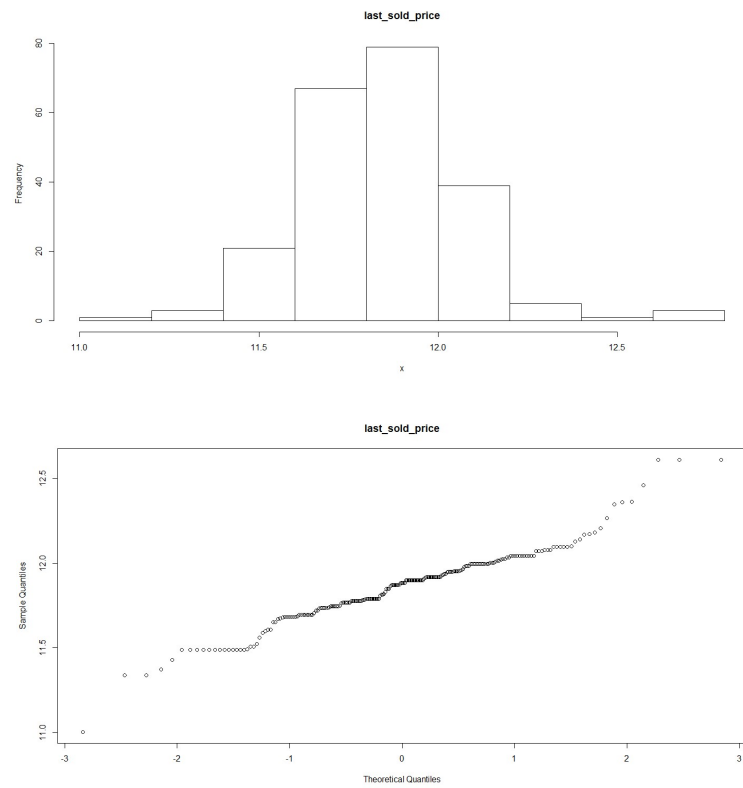 last_sold_price
Frequency
80
60
40
20
0
11.0 11.5 12.0 12.5
x
last_sold_price
Sample Quantiles
12.5
12.0
11.5
11.0
-3 -2 -1 0 1 2 3
Theoretical Quantiles